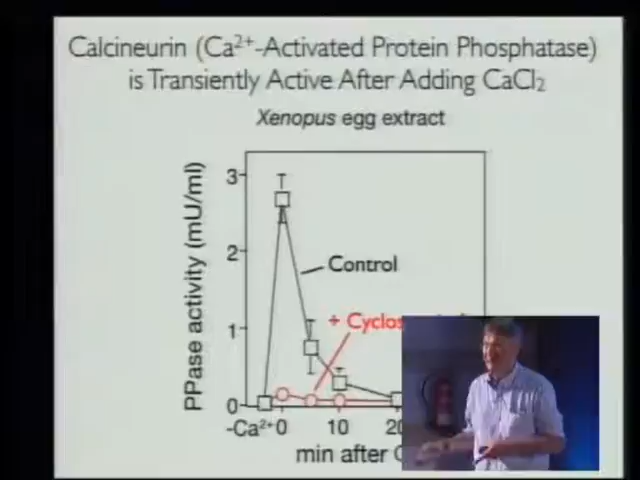 Calcineurin (Ca²⁺-Activated Protein Phosphatase)
is Transiently Active After Adding CaCl₂
Xenopus egg extract
PPase activity (mU/ml)
3
2
1
0
Control
+
-Ca²⁺ 0 10
min after